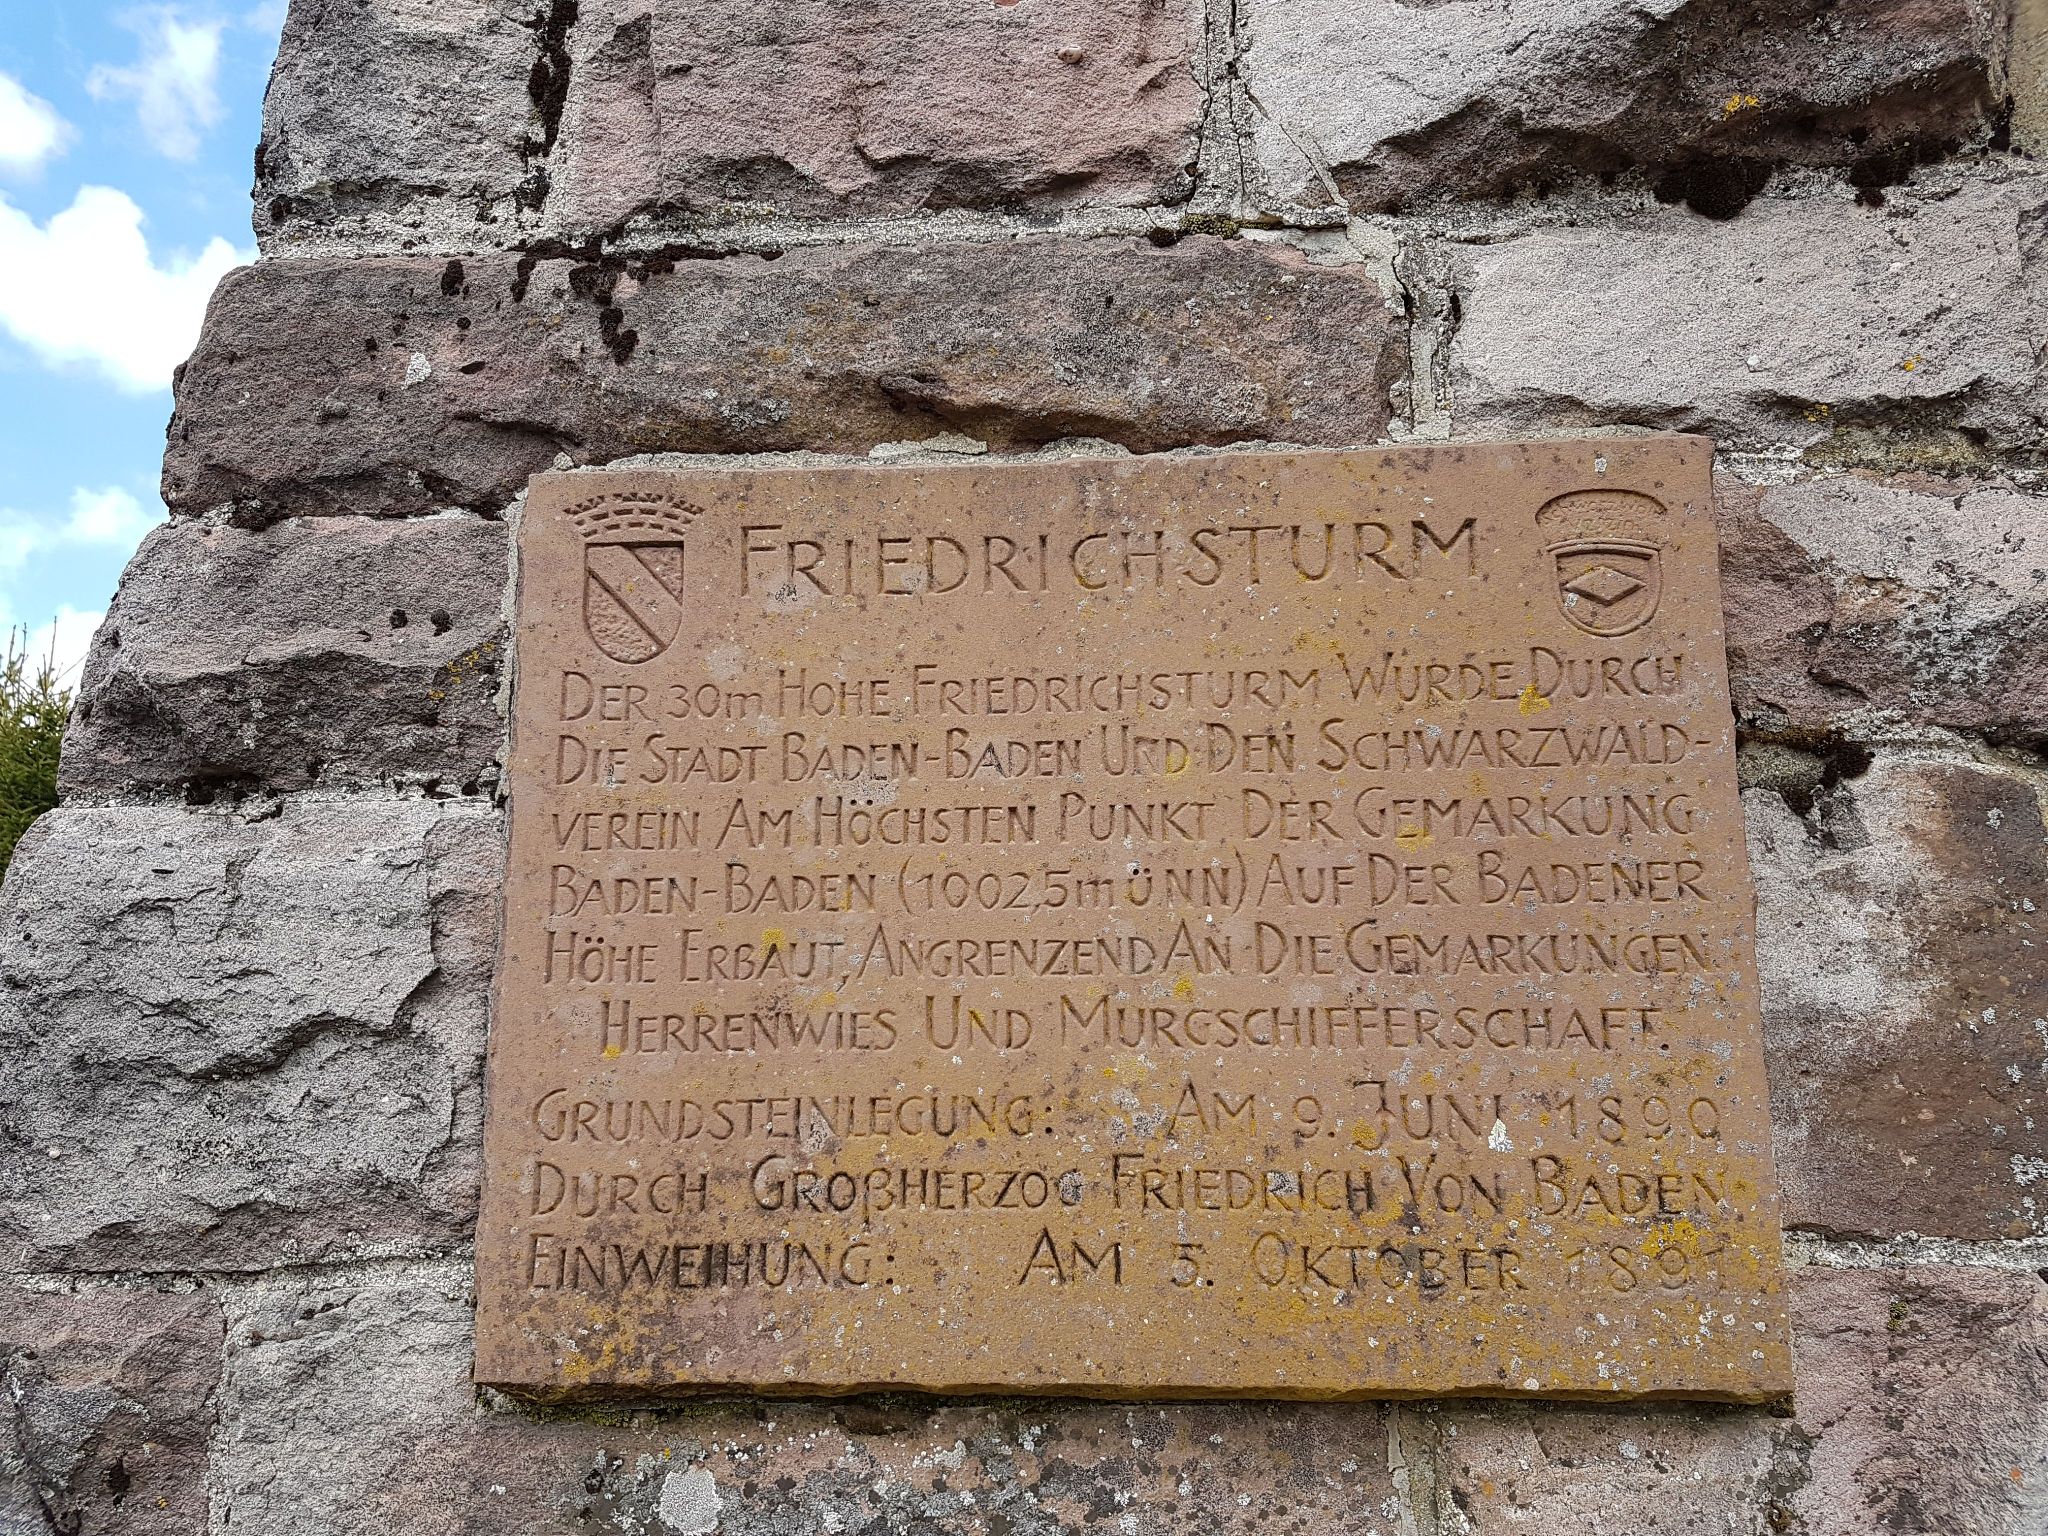 FRIEDRICHSTURM
DER 30m HOHE FRIEDRICHSTURM WURDE DURCH
DIE STADT BADEN-BADEN UND DEN SCHWARZWALD-
VEREIN AM HÖCHSTEN PUNKT DER GEMARKUNG
BADEN-BADEN (1002,5m ÜNN) AUF DER BADENER
HÖHE ERBAUT, ANGRENZEND AN DIE GEMARKUNGEN
HERRENWIES UND MURGSCHIFFERSCHAFT.
GRUNDSTEINLEGUNG: AM 9. JUNI 1890
DURCH GROßHERZOG FRIEDRICH VON BADEN
EINWEIHUNG: AM 5. OKTOBER 1891